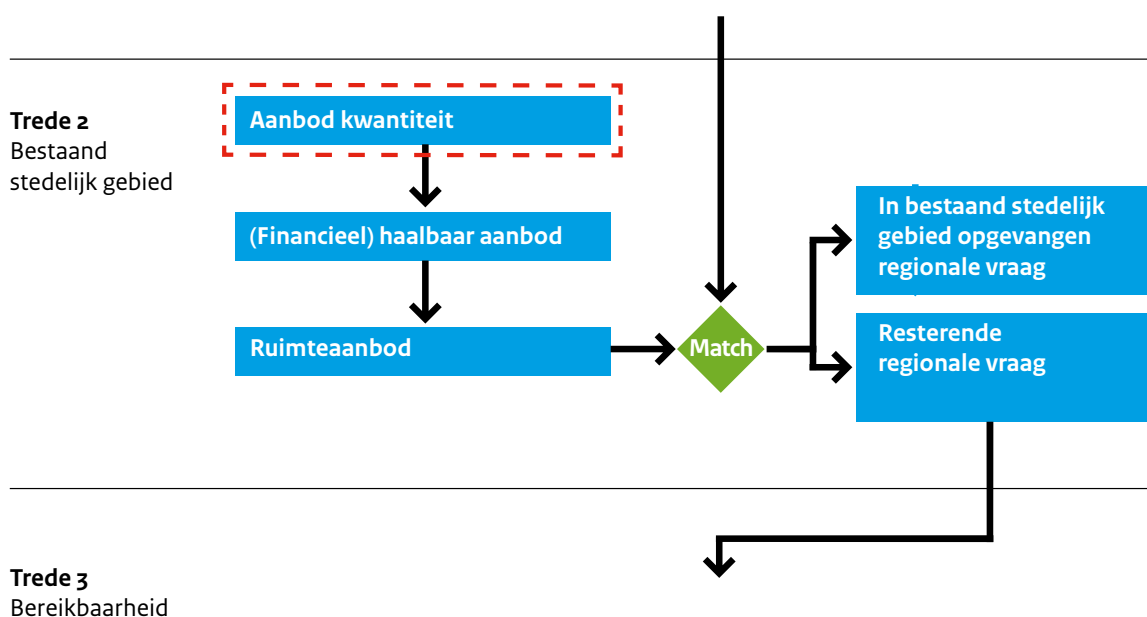 Trede 2
Bestaand
stedelijk gebied
Aanbod kwantiteit
(Financieel) haalbaar aanbod
Ruimteaanbod
Match
In bestaand stedelijk
gebied opgevangen
regionale vraag
Resterende
regionale vraag
Trede 3
Bereikbaarheid